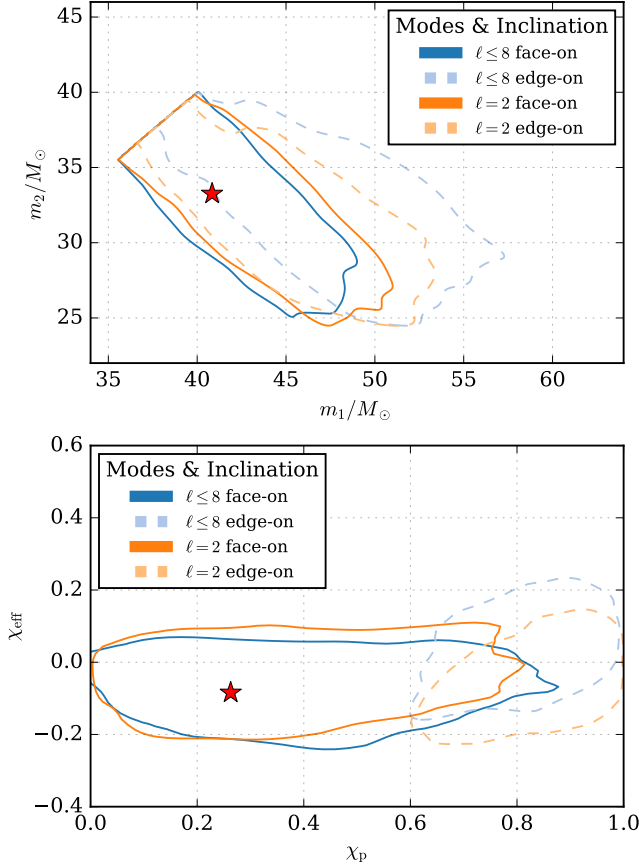 Modes & Inclination
ℓ ≤ 8 face-on
ℓ ≤ 8 edge-on
ℓ = 2 face-on
ℓ = 2 edge-on
45
40
35
30
25
m₂/M⊙
35 40 45 50 55 60
m₁/M⊙
0.6
Modes & Inclination
ℓ ≤ 8 face-on
ℓ ≤ 8 edge-on
ℓ = 2 face-on
ℓ = 2 edge-on
0.4
0.2
0.0
−0.2
−0.4
χeff
0.0 0.2 0.4 0.6 0.8 1.0
χp